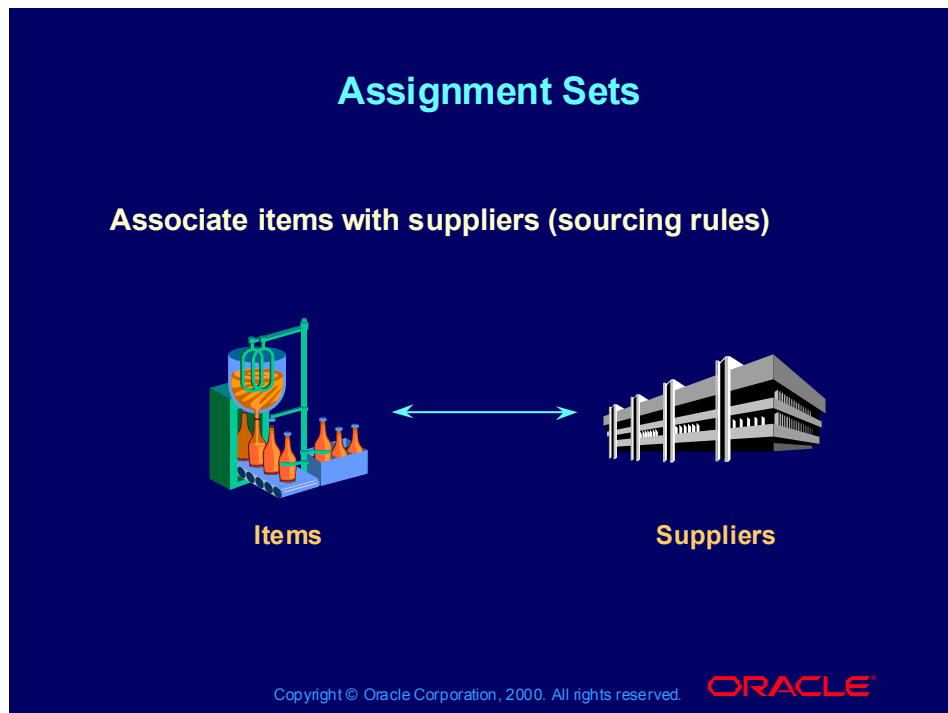 Assignment Sets
Associate items with suppliers (sourcing rules)
Items
Suppliers
Copyright © Oracle Corporation, 2000. All rights reserved.
ORACLE®